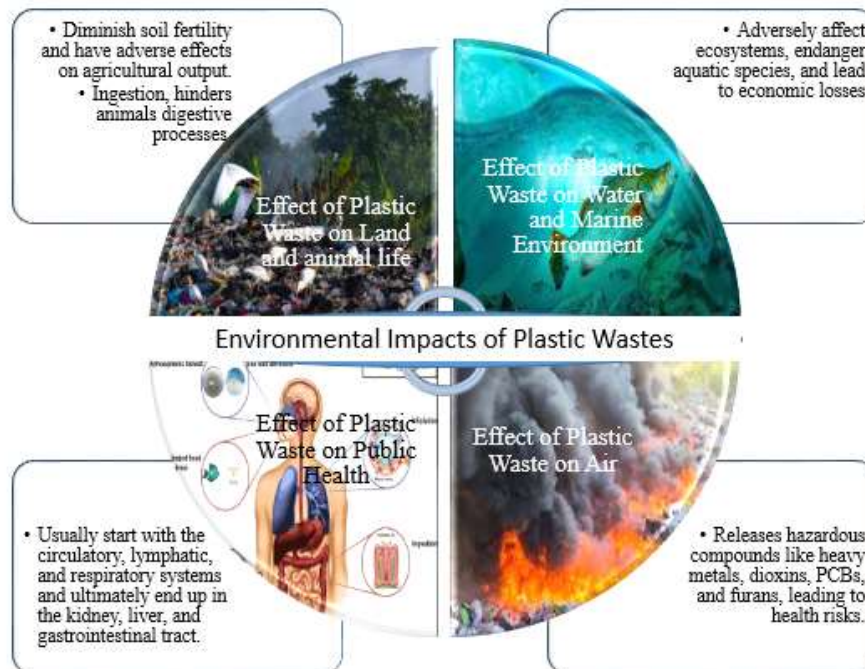 • Diminish soil fertility
and have adverse effects
on agricultural output.
• Ingestion, hinders
animals digestive
processes.
• Adversely affect
ecosystems, endanger
aquatic species, and lead
to economic losses
Effect of Plastic
Waste on Land
and animal life
Effect of Plastic
Waste on Water
and Marine
Environment
Environmental Impacts of Plastic Wastes
Effect of Plastic
Waste on Public
Health
Effect of Plastic
Waste on Air
• Usually start with the
circulatory, lymphatic,
and respiratory systems
and ultimately end up in
the kidney, liver, and
gastrointestinal tract.
• Releases hazardous
compounds like heavy
metals, dioxins, PCBs,
and furans, leading to
health risks.